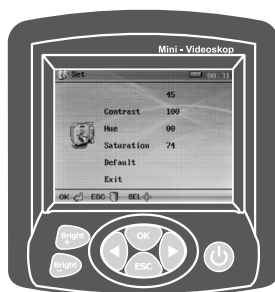 Mini - Videoskop
Set 00:31
45
Contrast 100
Hue 00
Saturation 74
Default
Exit
OK ESC SEL
Bright +
OK
Bright –
ESC